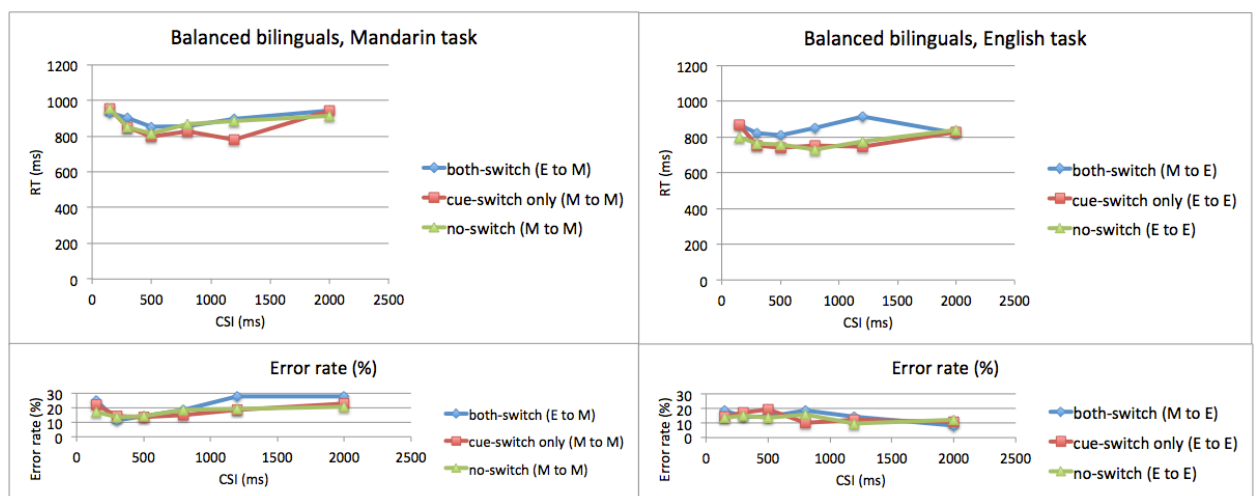 Balanced bilinguals, Mandarin task
1200
1000
800
600
400
200
0
RT (ms)
0 500 1000 1500 2000 2500
CSI (ms)
both-switch (E to M)
cue-switch only (M to M)
no-switch (M to M)
Balanced bilinguals, English task
1200
1000
800
600
400
200
0
RT (ms)
0 500 1000 1500 2000 2500
CSI (ms)
both-switch (M to E)
cue-switch only (E to E)
no-switch (E to E)
Error rate (%)
30
20
10
0
Error rate (%)
0 500 1000 1500 2000 2500
CSI (ms)
both-switch (E to M)
cue-switch only (M to M)
no-switch (M to M)
Error rate (%)
30
20
10
0
Error rate (%)
0 500 1000 1500 2000 2500
CSI (ms)
both-switch (M to E)
cue-switch only (E to E)
no-switch (E to E)